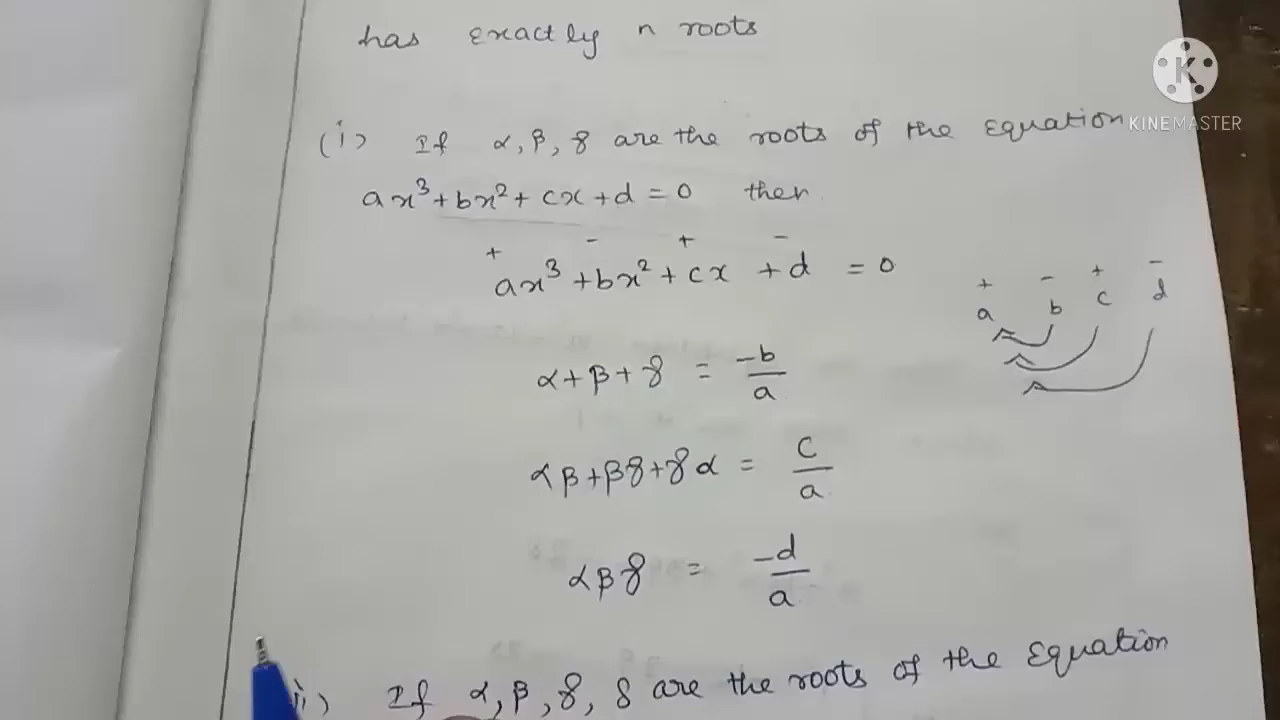 has exactly n roots
K
KINEMASTER
(i) If α, β, γ are the roots of the equation
ax³ + bx² + cx + d = 0 then
+ - + -
ax³ + bx² + cx + d = 0
+ - + -
a b c d
α + β + γ = -b/a
αβ + βγ + γα = c/a
αβγ = -d/a
ii) If α, β, γ, δ are the roots of the Equation